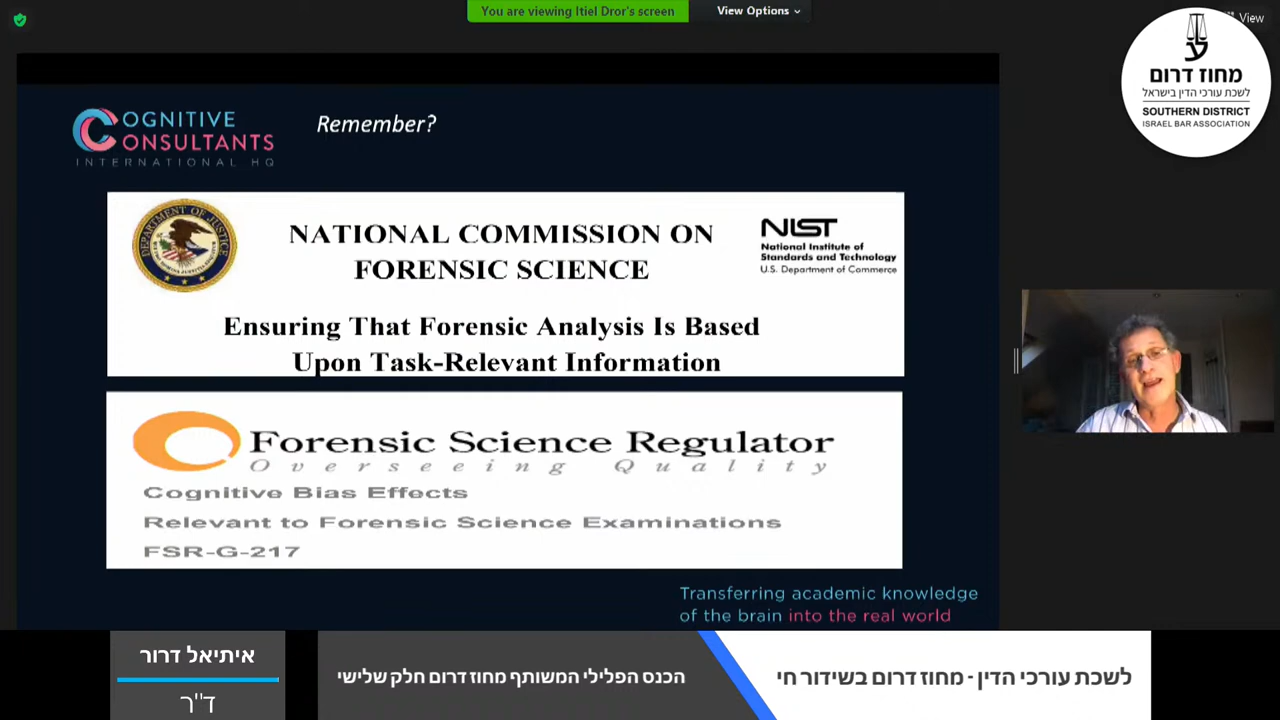 You are viewing Itiel Dror's screen
View Options
View
מחוז דרום
לשכת עורכי הדין בישראל
SOUTHERN DISTRICT
ISRAEL BAR ASSOCIATION
COGNITIVE
CONSULTANTS
INTERNATIONAL HQ
Remember?
DEPARTMENT OF JUSTICE
NATIONAL COMMISSION ON
FORENSIC SCIENCE
NIST
National Institute of
Standards and Technology
U.S. Department of Commerce
Ensuring That Forensic Analysis Is Based
Upon Task-Relevant Information
Forensic Science Regulator
Overseeing Quality
Cognitive Bias Effects
Relevant to Forensic Science Examinations
FSR-G-217
Transferring academic knowledge
of the brain into the real world
איתיאל דרור
ד"ר
הכנס הפלילי המשותף מחוז דרום חלק שלישי
לשכת עורכי הדין - מחוז דרום בשידור חי